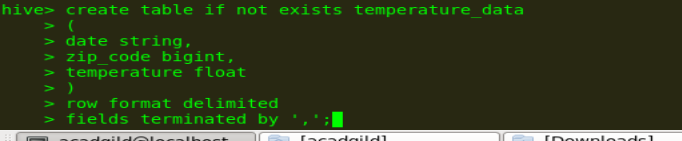 hive> create table if not exists temperature_data
    > (
    > date string,
    > zip_code bigint,
    > temperature float
    > )
    > row format delimited
    > fields terminated by ',';
acadgild@localhost [acadgild] [Downloads]